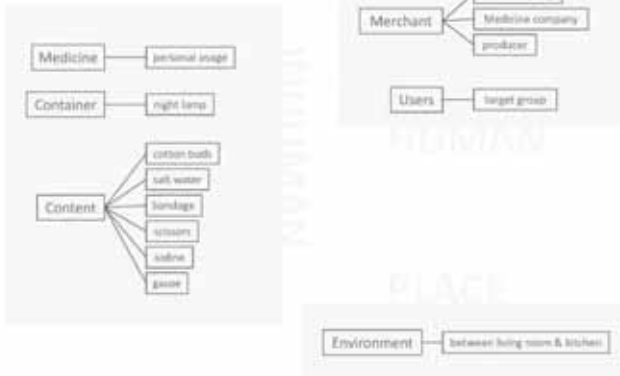 Medicine
personal usage
Container
night lamp
Content
cotton buds
salt water
bondage
scissors
iodine
gauze
Merchant
Medicine company
producer
Users
target group
HUMAN
PLACE
Environment
between living room & kitchen